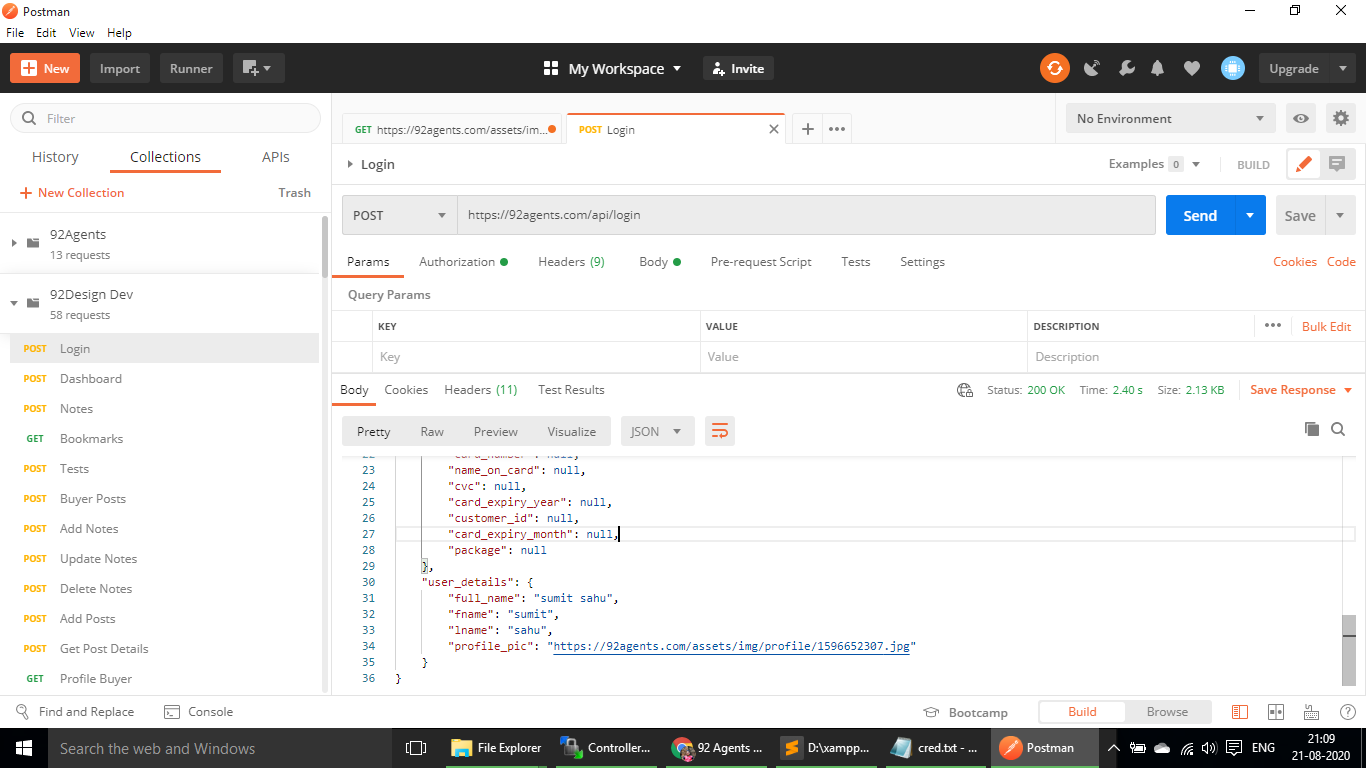 Postman
File Edit View Help
New Import Runner My Workspace Invite Upgrade
Filter
History Collections APIs
New Collection Trash
92Agents
13 requests
92Design Dev
58 requests
POST Login
POST Dashboard
POST Notes
GET Bookmarks
POST Tests
POST Buyer Posts
POST Add Notes
POST Update Notes
POST Delete Notes
POST Add Posts
POST Get Post Details
GET Profile Buyer
GET https://92agents.com/assets/im... POST Login
No Environment
Login
Examples 0 BUILD
POST https://92agents.com/api/login Send Save
Params Authorization Headers (9) Body Pre-request Script Tests Settings Cookies Code
Query Params
KEY VALUE DESCRIPTION Bulk Edit
Key Value Description
Body Cookies Headers (11) Test Results Status: 200 OK Time: 2.40 s Size: 2.13 KB Save Response
Pretty Raw Preview Visualize JSON
22 "card_number": null,
23 "name_on_card": null,
24 "cvc": null,
25 "card_expiry_year": null,
26 "customer_id": null,
27 "card_expiry_month": null,
28 "package": null
29 },
30 "user_details": {
31 "full_name": "sumit sahu",
32 "fname": "sumit",
33 "lname": "sahu",
34 "profile_pic": "https://92agents.com/assets/img/profile/1596652307.jpg"
35 }
36 }
Find and Replace Console Bootcamp Build Browse
Search the web and Windows File Explorer Controller... 92 Agents ... D:\xampp... cred.txt - ... Postman ENG 21:09
21-08-2020